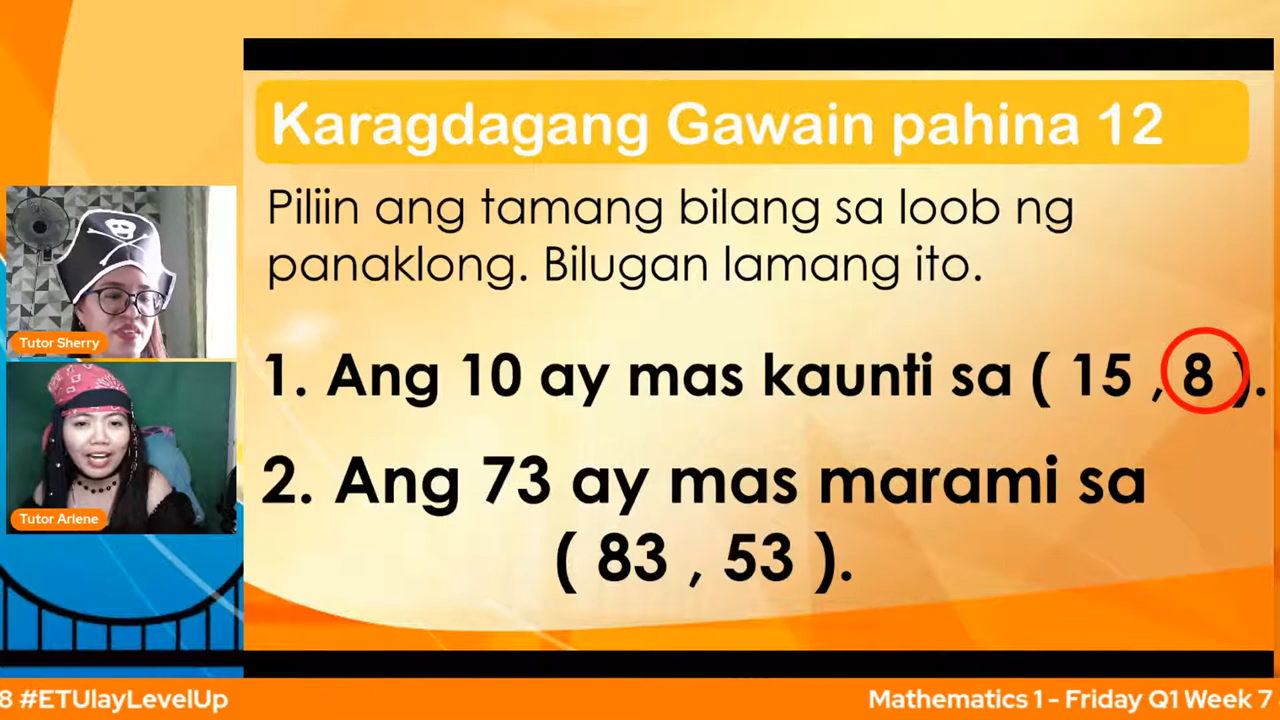 Karagdagang Gawain pahina 12
Piliin ang tamang bilang sa loob ng
panaklong. Bilugan lamang ito.
1. Ang 10 ay mas kaunti sa ( 15 , 8 ).
2. Ang 73 ay mas marami sa
( 83 , 53 ).
Tutor Sherry
Tutor Arlene
8 #ETUlayLevelUp
Mathematics 1 - Friday Q1 Week 7